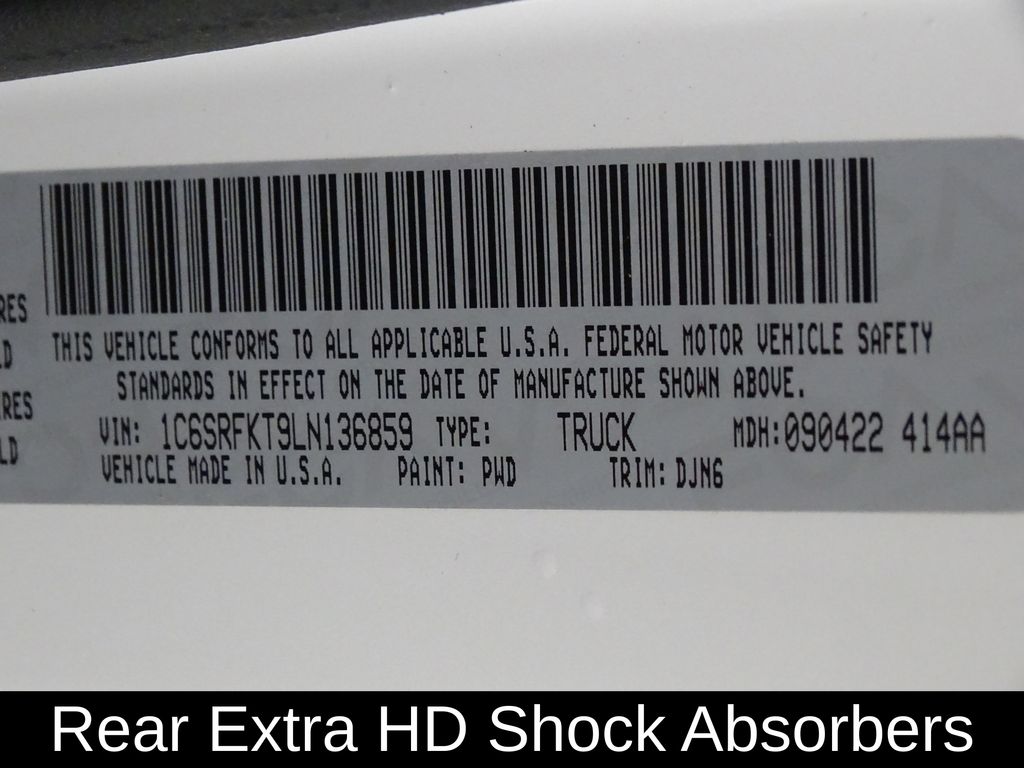 RES
LD
RES
LD
THIS VEHICLE CONFORMS TO ALL APPLICABLE U.S.A. FEDERAL MOTOR VEHICLE SAFETY
STANDARDS IN EFFECT ON THE DATE OF MANUFACTURE SHOWN ABOVE.
VIN: 1C6SRFKT9LN136859 TYPE: TRUCK MDH:090422 414AA
VEHICLE MADE IN U.S.A. PAINT: PWD TRIM: DJN6
Rear Extra HD Shock Absorbers